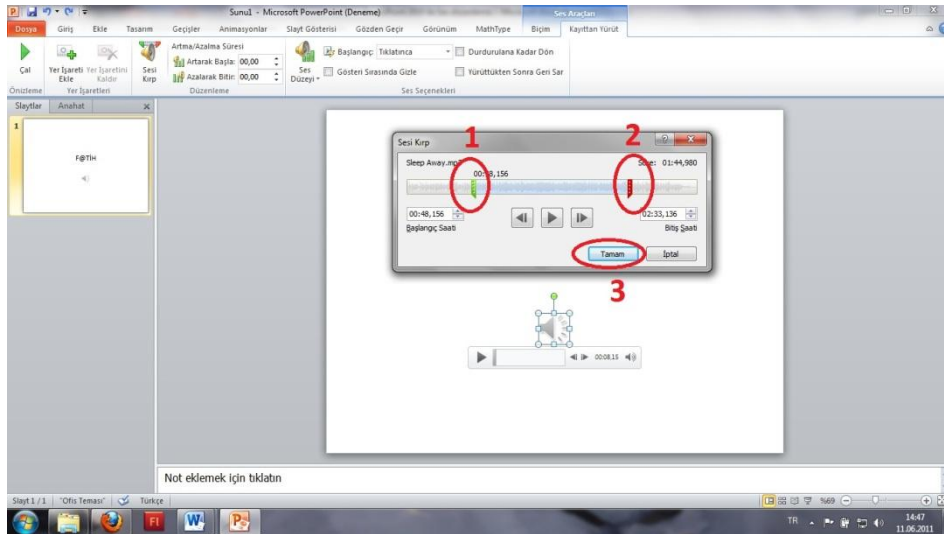 Sunu1 - Microsoft PowerPoint (Deneme)
Ses Araçları
Dosya Giriş Ekle Tasarım Geçişler Animasyonlar Slayt Gösterisi Gözden Geçir Görünüm MathType Biçim Kayıttan Yürüt
Çal
Yer İşareti Ekle
Yer İşaretini Kaldır
Sesi Kırp
Artma/Azalma Süresi
Artarak Başla: 00,00
Azalarak Bitir: 00,00
Ses Düzeyi
Başlangıç: Tıklatınca
Gösteri Sırasında Gizle
Durdurulana Kadar Dön
Yürüttükten Sonra Geri Sar
Önizleme Yer İşaretleri Düzenleme Ses Seçenekleri
Slaytlar Anahat
1
F@TİH
1 2
Sesi Kırp
Sleep Away.mp3
01:44,980
00:48,156
00:48,156 02:33,136
Başlangıç Saati Bitiş Saati
Tamam İptal
3
00:08,15
Not eklemek için tıklatın
Slayt 1 / 1 "Ofis Teması" Türkçe %69
FL W P
TR 14:47
11.06.2011